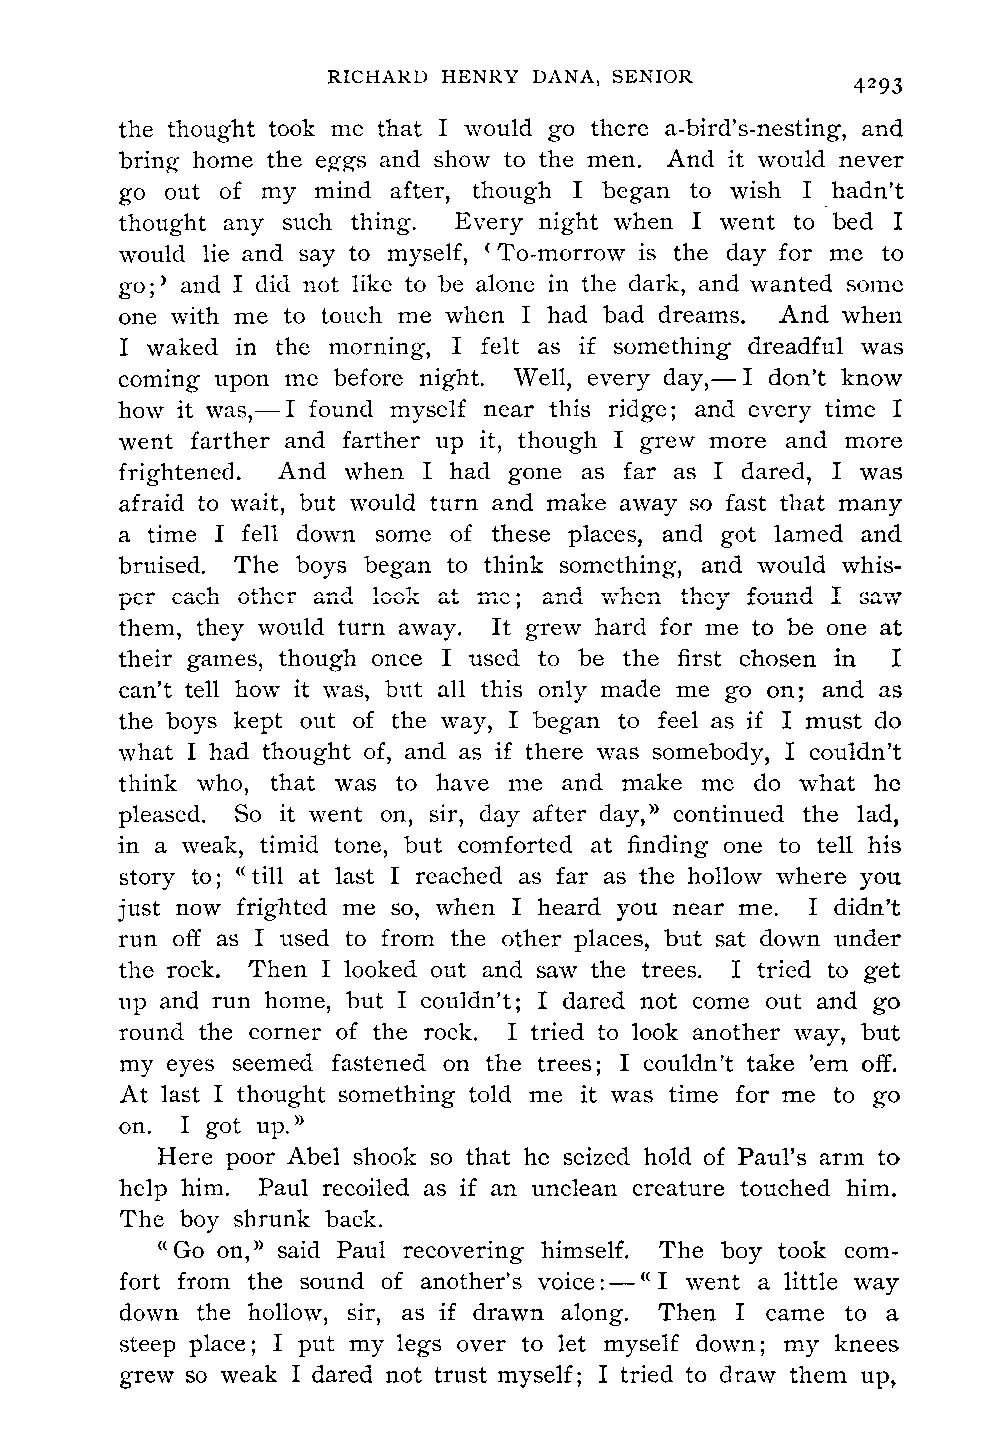 RICHARD HENRY DANA, SENIOR
4293
the thought took me that I would go there a-bird's-nesting, and
bring home the eggs and show to the men. And it would never
go out of my mind after, though I began to wish I hadn't
thought any such thing. Every night when I went to bed I
would lie and say to myself, ‹To-morrow is the day for me to
go;› and I did not like to be alone in the dark, and wanted some
one with me to touch me when I had bad dreams. And when
I waked in the morning, I felt as if something dreadful was
coming upon me before night. Well, every day,—I don't know
how it was,—I found myself near this ridge; and every time I
went farther and farther up it, though I grew more and more
frightened. And when I had gone as far as I dared, I was
afraid to wait, but would turn and make away so fast that many
a time I fell down some of these places, and got lamed and
bruised. The boys began to think something, and would whis-
per each other and look at me; and when they found I saw
them, they would turn away. It grew hard for me to be one at
their games, though once I used to be the first chosen in I
can't tell how it was, but all this only made me go on; and as
the boys kept out of the way, I began to feel as if I must do
what I had thought of, and as if there was somebody, I couldn't
think who, that was to have me and make me do what he
pleased. So it went on, sir, day after day,» continued the lad,
in a weak, timid tone, but comforted at finding one to tell his
story to; «till at last I reached as far as the hollow where you
just now frighted me so, when I heard you near me. I didn't
run off as I used to from the other places, but sat down under
the rock. Then I looked out and saw the trees. I tried to get
up and run home, but I couldn't; I dared not come out and go
round the corner of the rock. I tried to look another way, but
my eyes seemed fastened on the trees; I couldn't take 'em off.
At last I thought something told me it was time for me to go
on. I got up.»
Here poor Abel shook so that he seized hold of Paul's arm to
help him. Paul recoiled as if an unclean creature touched him.
The boy shrunk back.
«Go on,» said Paul recovering himself. The boy took com-
fort from the sound of another's voice:—«I went a little way
down the hollow, sir, as if drawn along. Then I came to a
steep place; I put my legs over to let myself down; my knees
grew so weak I dared not trust myself; I tried to draw them up,